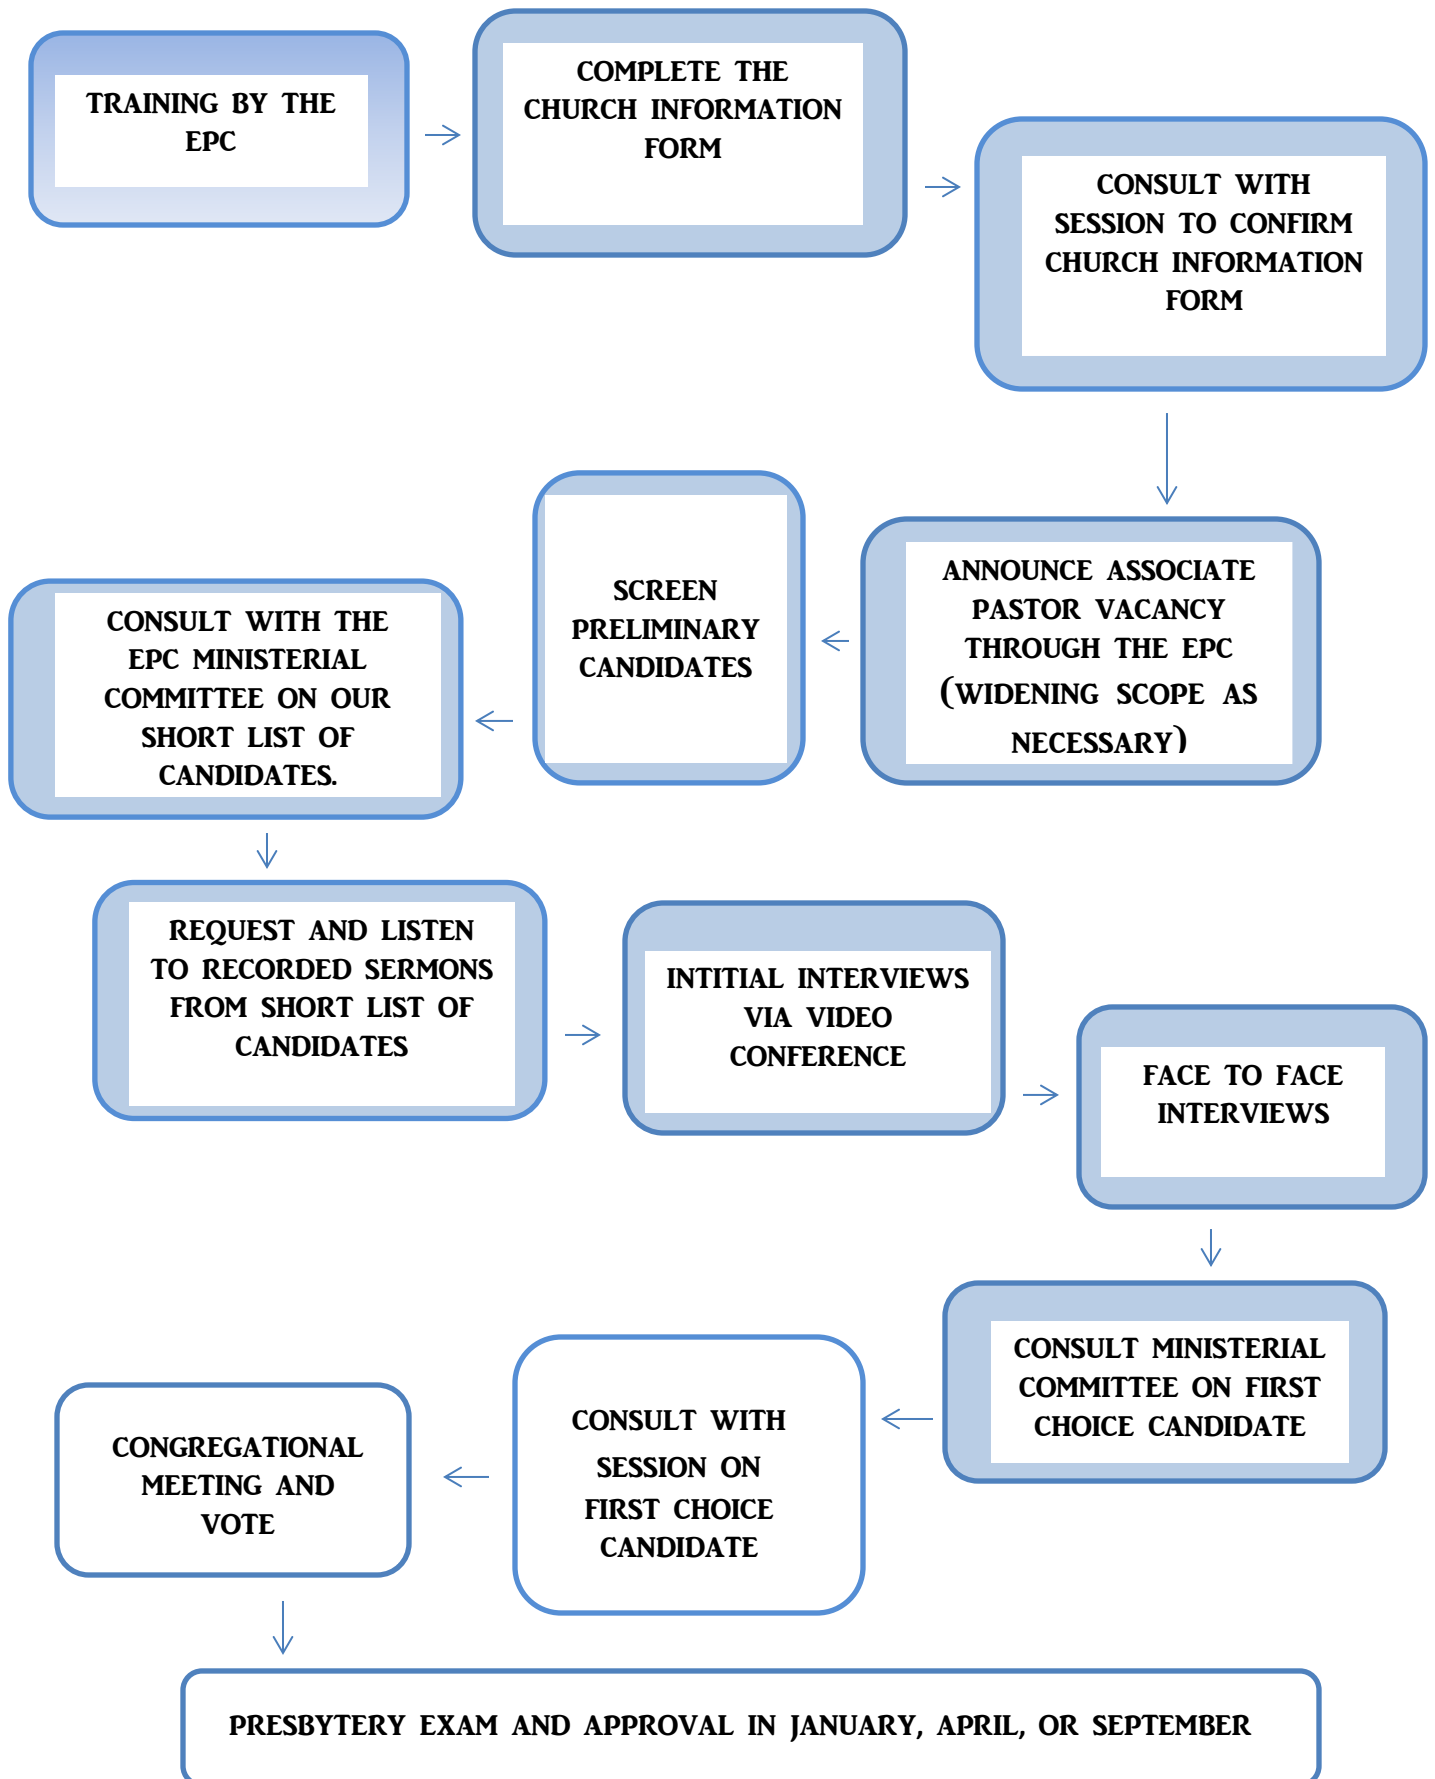 TRAINING BY THE
EPC
COMPLETE THE
CHURCH INFORMATION
FORM
CONSULT WITH
SESSION TO CONFIRM
CHURCH INFORMATION
FORM
ANNOUNCE ASSOCIATE
PASTOR VACANCY
THROUGH THE EPC
(WIDENING SCOPE AS
NECESSARY)
SCREEN
PRELIMINARY
CANDIDATES
CONSULT WITH THE
EPC MINISTERIAL
COMMITTEE ON OUR
SHORT LIST OF
CANDIDATES.
REQUEST AND LISTEN
TO RECORDED SERMONS
FROM SHORT LIST OF
CANDIDATES
INTITIAL INTERVIEWS
VIA VIDEO
CONFERENCE
FACE TO FACE
INTERVIEWS
CONSULT MINISTERIAL
COMMITTEE ON FIRST
CHOICE CANDIDATE
CONSULT WITH
SESSION ON
FIRST CHOICE
CANDIDATE
CONGREGATIONAL
MEETING AND
VOTE
PRESBYTERY EXAM AND APPROVAL IN JANUARY, APRIL, OR SEPTEMBER